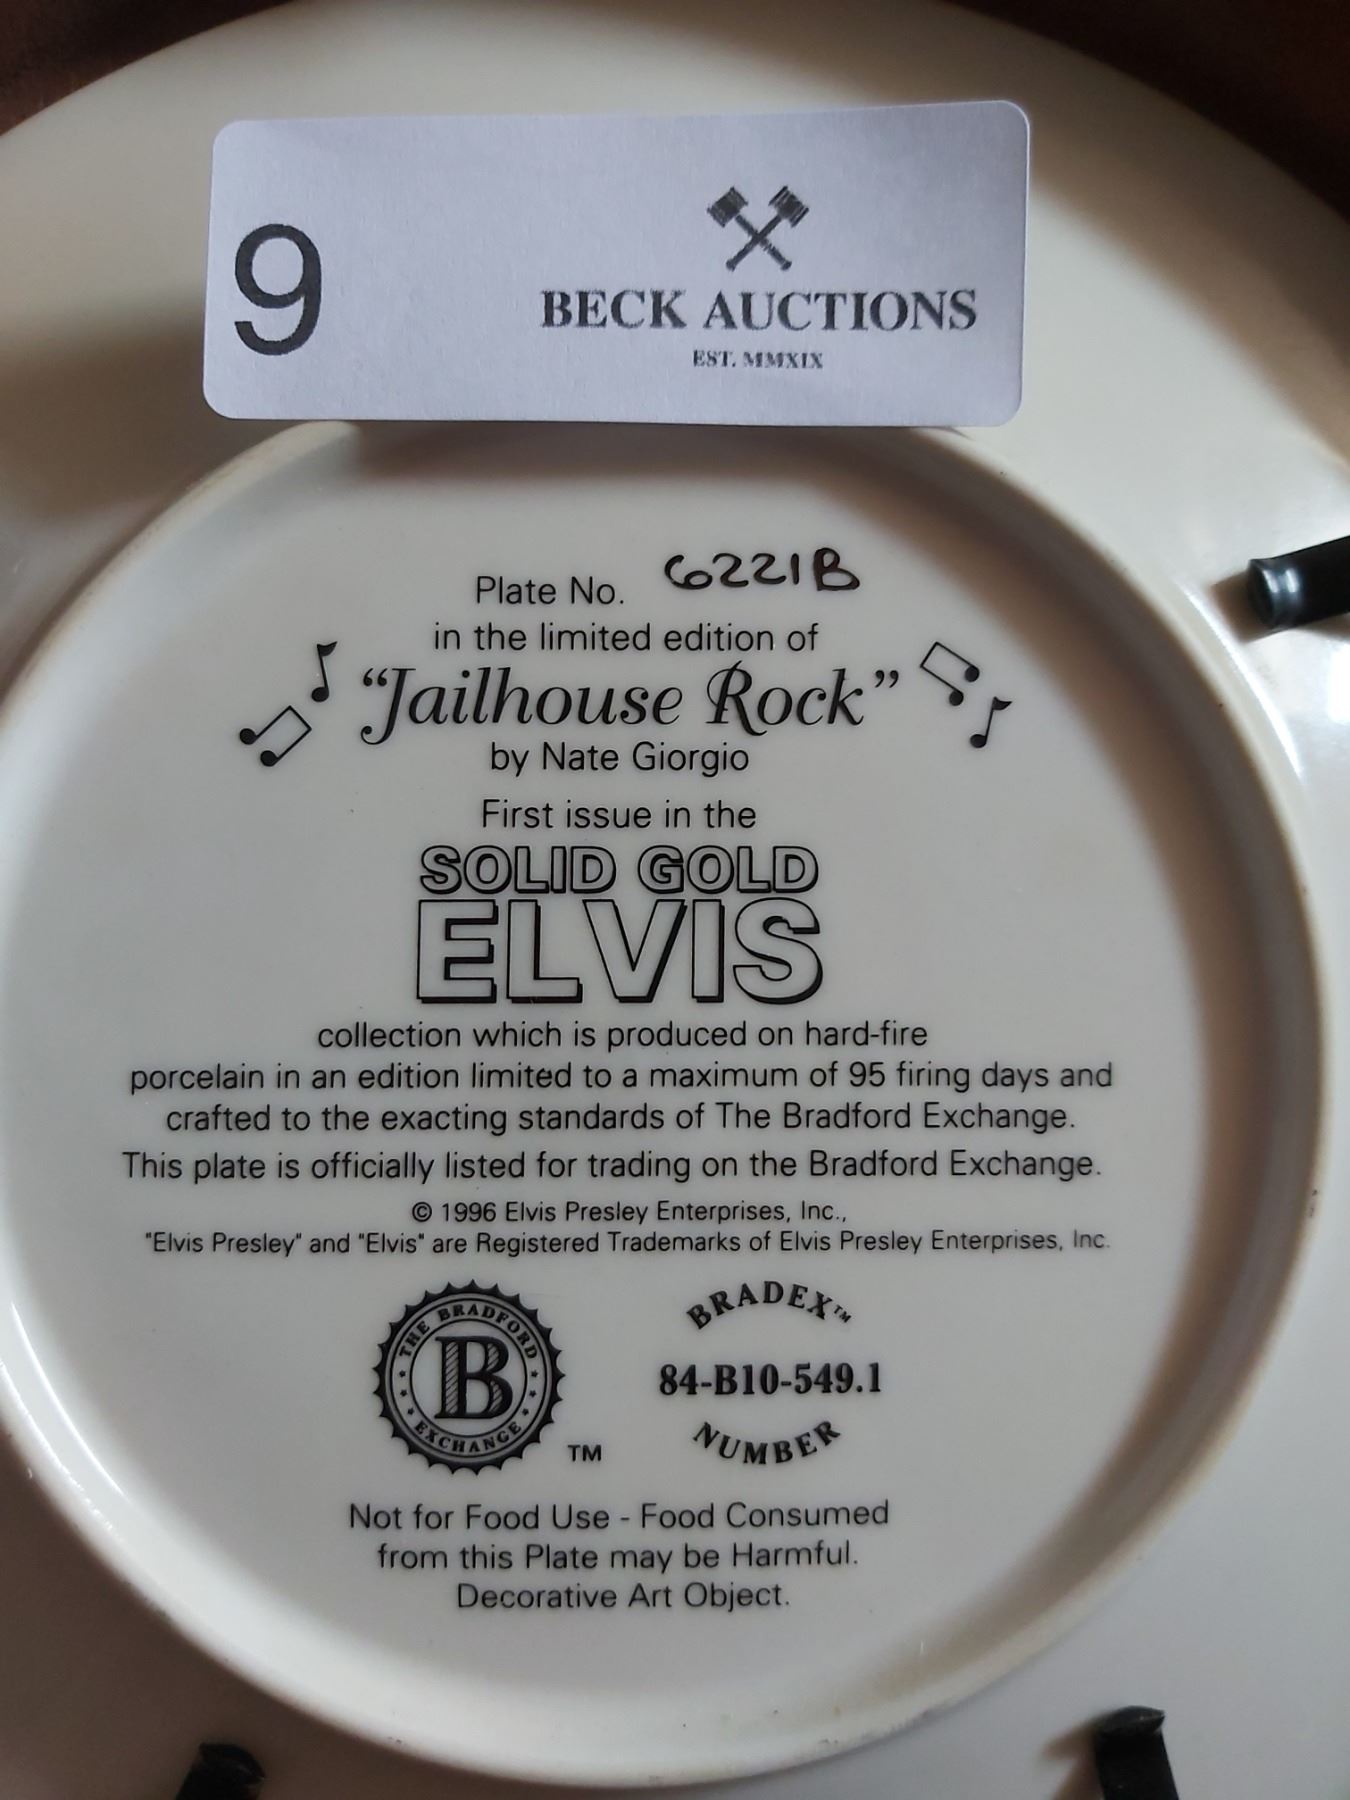 9
BECK AUCTIONS
EST. MMXIX
Plate No. 6221B
in the limited edition of
"Jailhouse Rock"
by Nate Giorgio
First issue in the
SOLID GOLD
ELVIS
collection which is produced on hard-fire
porcelain in an edition limited to a maximum of 95 firing days and
crafted to the exacting standards of The Bradford Exchange.
This plate is officially listed for trading on the Bradford Exchange.
© 1996 Elvis Presley Enterprises, Inc.,
"Elvis Presley" and "Elvis" are Registered Trademarks of Elvis Presley Enterprises, Inc.
THE BRADFORD
B
EXCHANGE
TM
BRADEX™
84-B10-549.1
NUMBER
Not for Food Use - Food Consumed
from this Plate may be Harmful.
Decorative Art Object.